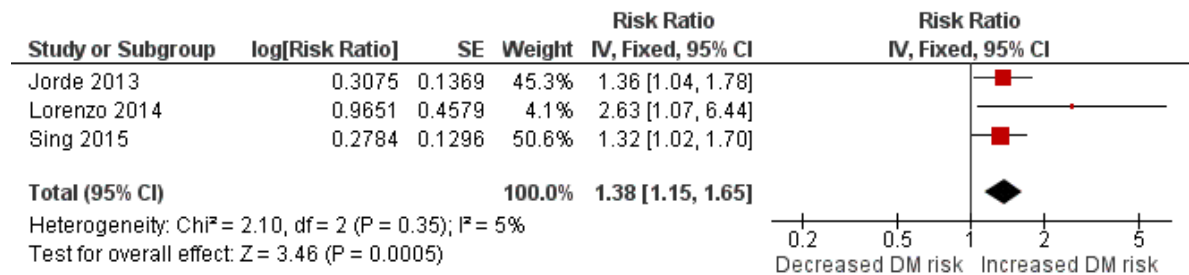 Risk Ratio Risk Ratio
Study or Subgroup log[Risk Ratio] SE Weight IV, Fixed, 95% CI IV, Fixed, 95% CI
Jorde 2013 0.3075 0.1369 45.3% 1.36 [1.04, 1.78]
Lorenzo 2014 0.9651 0.4579 4.1% 2.63 [1.07, 6.44]
Sing 2015 0.2784 0.1296 50.6% 1.32 [1.02, 1.70]
Total (95% CI) 100.0% 1.38 [1.15, 1.65]
Heterogeneity: Chi² = 2.10, df = 2 (P = 0.35); I² = 5%
Test for overall effect: Z = 3.46 (P = 0.0005)
0.2 0.5 1 2 5
Decreased DM risk Increased DM risk